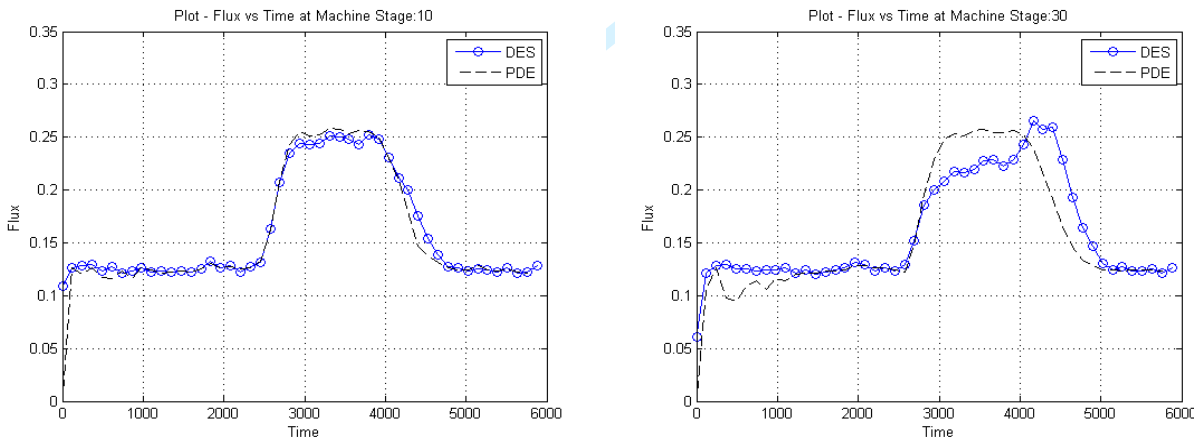 Plot - Flux vs Time at Machine Stage:10
0.35
0.3
0.25
0.2
0.15
0.1
0.05
0
Flux
0 1000 2000 3000 4000 5000 6000
Time
DES
PDE
Plot - Flux vs Time at Machine Stage:30
0.35
0.3
0.25
0.2
0.15
0.1
0.05
0
Flux
0 1000 2000 3000 4000 5000 6000
Time
DES
PDE